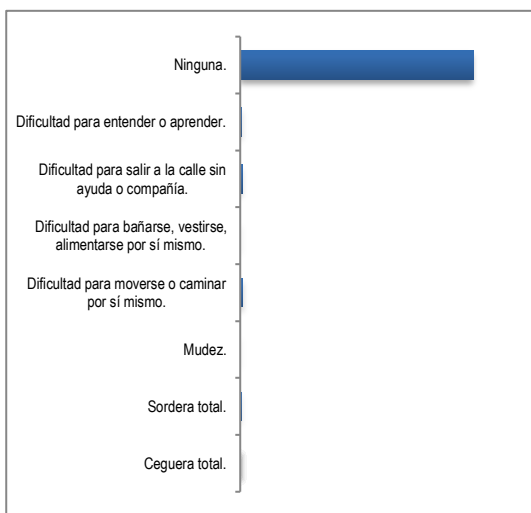 Ninguna.
Dificultad para entender o aprender.
Dificultad para salir a la calle sin
ayuda o compañía.
Dificultad para bañarse, vestirse,
alimentarse por sí mismo.
Dificultad para moverse o caminar
por sí mismo.
Mudez.
Sordera total.
Ceguera total.